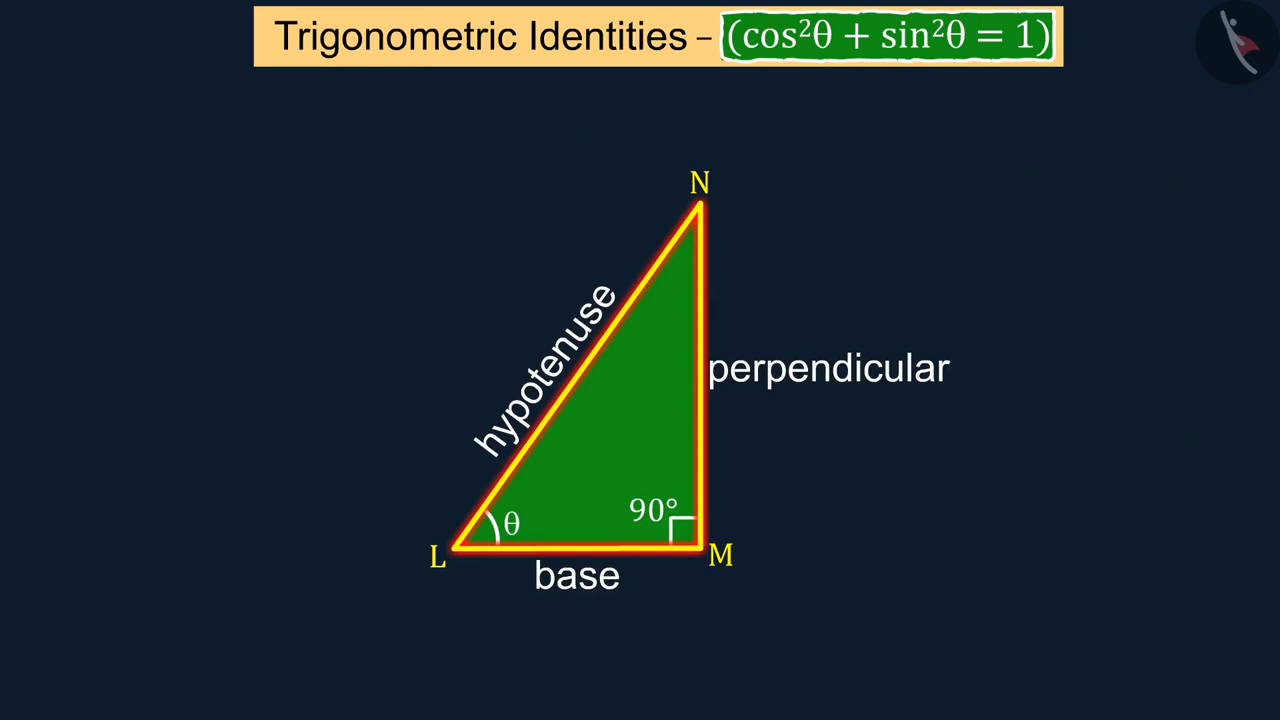 Trigonometric Identities – (cos²θ + sin²θ = 1)
N
hypotenuse
perpendicular
90°
θ
L
M
base